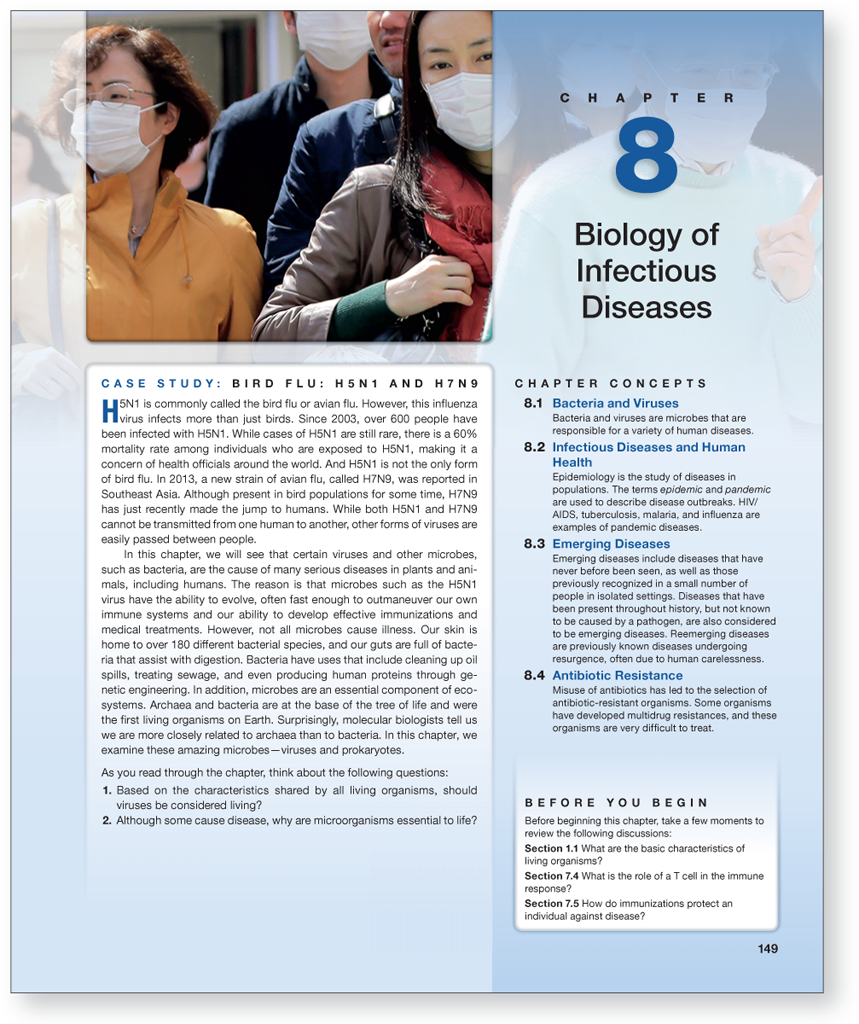 CHAPTER
8
Biology of
Infectious
Diseases
CASE STUDY: BIRD FLU: H5N1 AND H7N9
H5N1 is commonly called the bird flu or avian flu. However, this influenza
virus infects more than just birds. Since 2003, over 600 people have
been infected with H5N1. While cases of H5N1 are still rare, there is a 60%
mortality rate among individuals who are exposed to H5N1, making it a
concern of health officials around the world. And H5N1 is not the only form
of bird flu. In 2013, a new strain of avian flu, called H7N9, was reported in
Southeast Asia. Although present in bird populations for some time, H7N9
has just recently made the jump to humans. While both H5N1 and H7N9
cannot be transmitted from one human to another, other forms of viruses are
easily passed between people.
In this chapter, we will see that certain viruses and other microbes,
such as bacteria, are the cause of many serious diseases in plants and ani-
mals, including humans. The reason is that microbes such as the H5N1
virus have the ability to evolve, often fast enough to outmaneuver our own
immune systems and our ability to develop effective immunizations and
medical treatments. However, not all microbes cause illness. Our skin is
home to over 180 different bacterial species, and our guts are full of bacte-
ria that assist with digestion. Bacteria have uses that include cleaning up oil
spills, treating sewage, and even producing human proteins through ge-
netic engineering. In addition, microbes are an essential component of eco-
systems. Archaea and bacteria are at the base of the tree of life and were
the first living organisms on Earth. Surprisingly, molecular biologists tell us
we are more closely related to archaea than to bacteria. In this chapter, we
examine these amazing microbes—viruses and prokaryotes.
As you read through the chapter, think about the following questions:
1. Based on the characteristics shared by all living organisms, should
viruses be considered living?
2. Although some cause disease, why are microorganisms essential to life?
CHAPTER CONCEPTS
8.1 Bacteria and Viruses
Bacteria and viruses are microbes that are
responsible for a variety of human diseases.
8.2 Infectious Diseases and Human
Health
Epidemiology is the study of diseases in
populations. The terms epidemic and pandemic
are used to describe disease outbreaks. HIV/
AIDS, tuberculosis, malaria, and influenza are
examples of pandemic diseases.
8.3 Emerging Diseases
Emerging diseases include diseases that have
never before been seen, as well as those
previously recognized in a small number of
people in isolated settings. Diseases that have
been present throughout history, but not known
to be caused by a pathogen, are also considered
to be emerging diseases. Reemerging diseases
are previously known diseases undergoing
resurgence, often due to human carelessness.
8.4 Antibiotic Resistance
Misuse of antibiotics has led to the selection of
antibiotic-resistant organisms. Some organisms
have developed multidrug resistances, and these
organisms are very difficult to treat.
BEFORE YOU BEGIN
Before beginning this chapter, take a few moments to
review the following discussions:
Section 1.1 What are the basic characteristics of
living organisms?
Section 7.4 What is the role of a T cell in the immune
response?
Section 7.5 How do immunizations protect an
individual against disease?
149